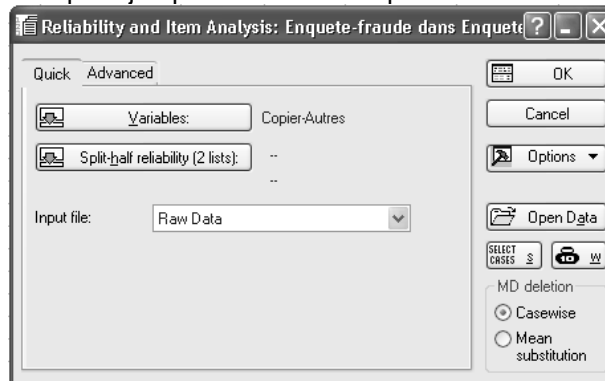 Reliability and Item Analysis: Enquete-fraude dans Enquete
Quick Advanced
Variables: Copier-Autres
Split-half reliability (2 lists): --
--
Input file: Raw Data
OK
Cancel
Options
Open Data
SELECT CASES S W
MD deletion
Casewise
Mean substitution